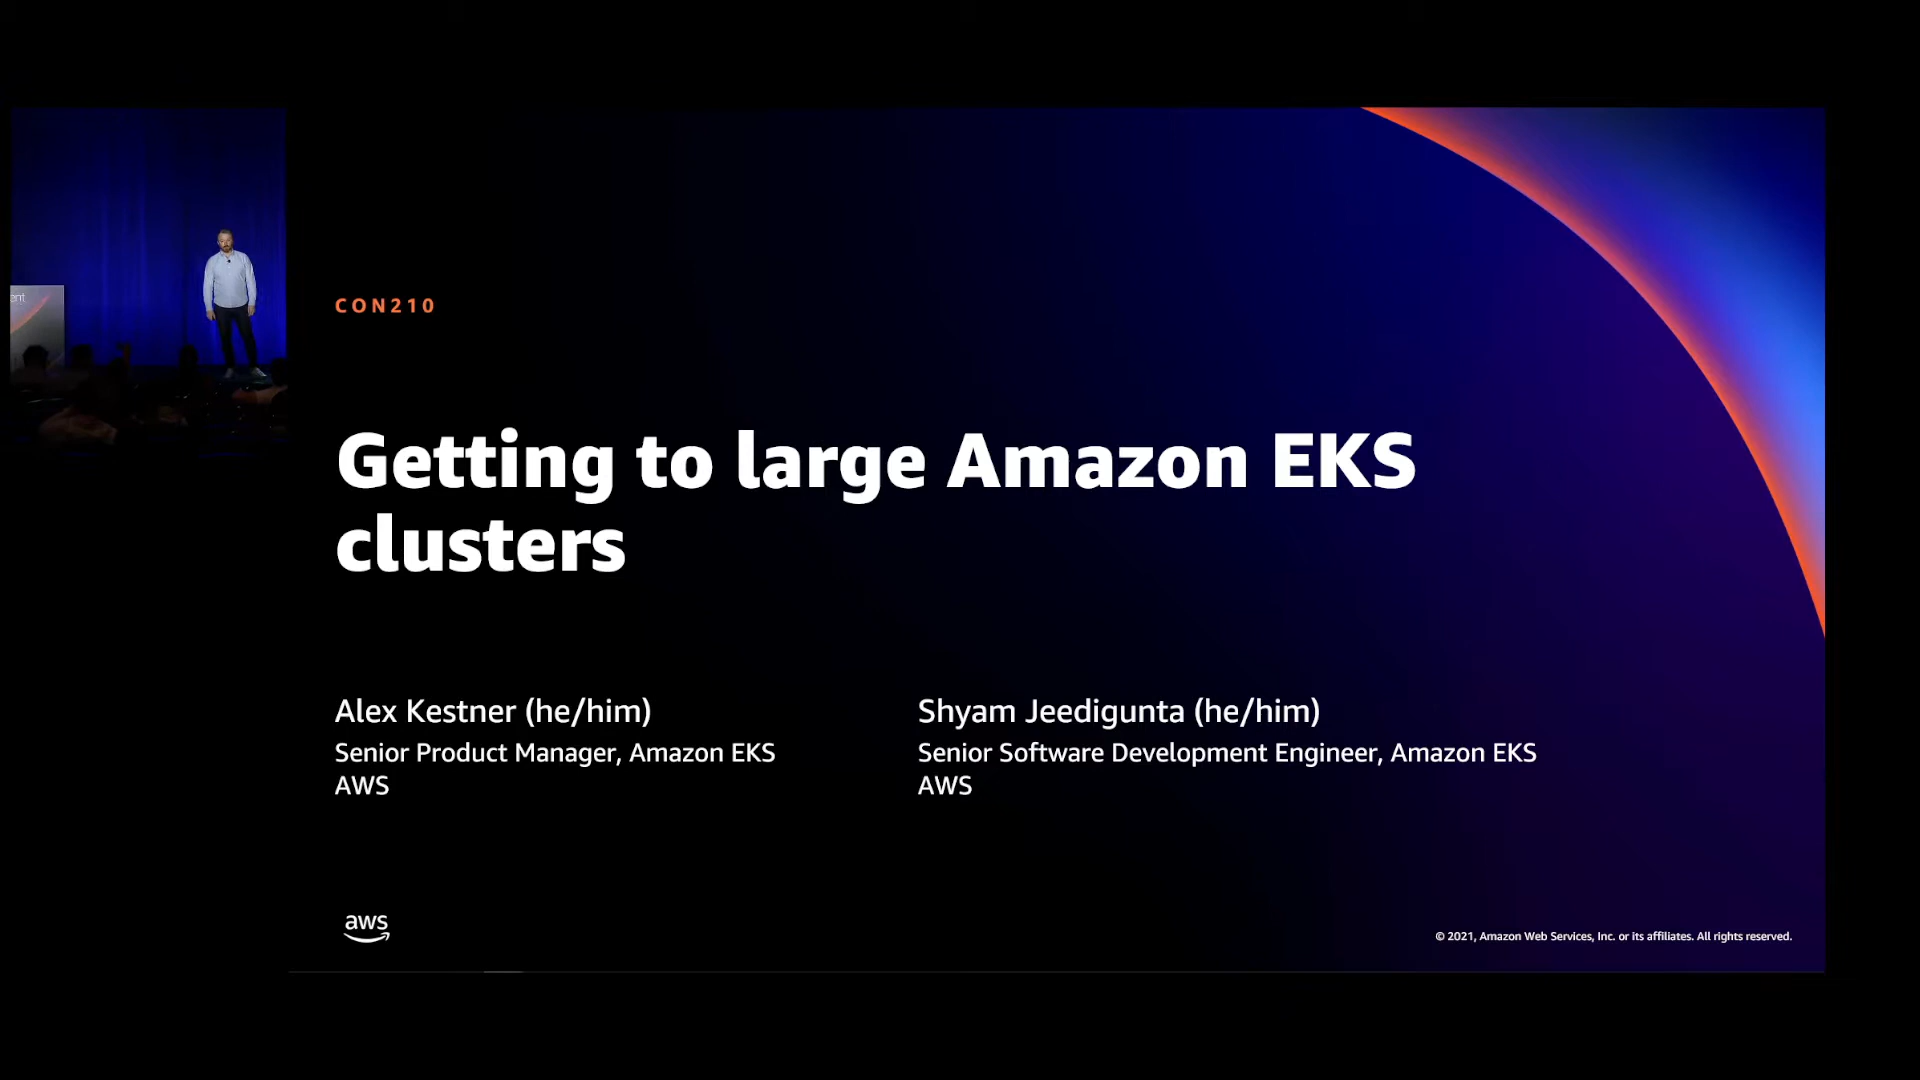 ent
CON210
Getting to large Amazon EKS
clusters
Alex Kestner (he/him)
Senior Product Manager, Amazon EKS
AWS
Shyam Jeedigunta (he/him)
Senior Software Development Engineer, Amazon EKS
AWS
aws
© 2021, Amazon Web Services, Inc. or its affiliates. All rights reserved.